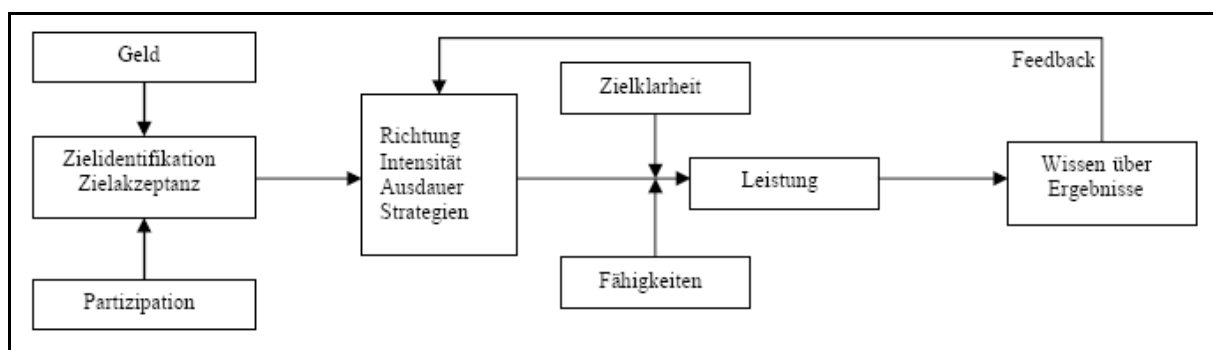 Geld
Feedback
Zielklarheit
Richtung
Intensität
Ausdauer
Strategien
Zielidentifikation
Zielakzeptanz
Leistung
Wissen über
Ergebnisse
Partizipation
Fähigkeiten